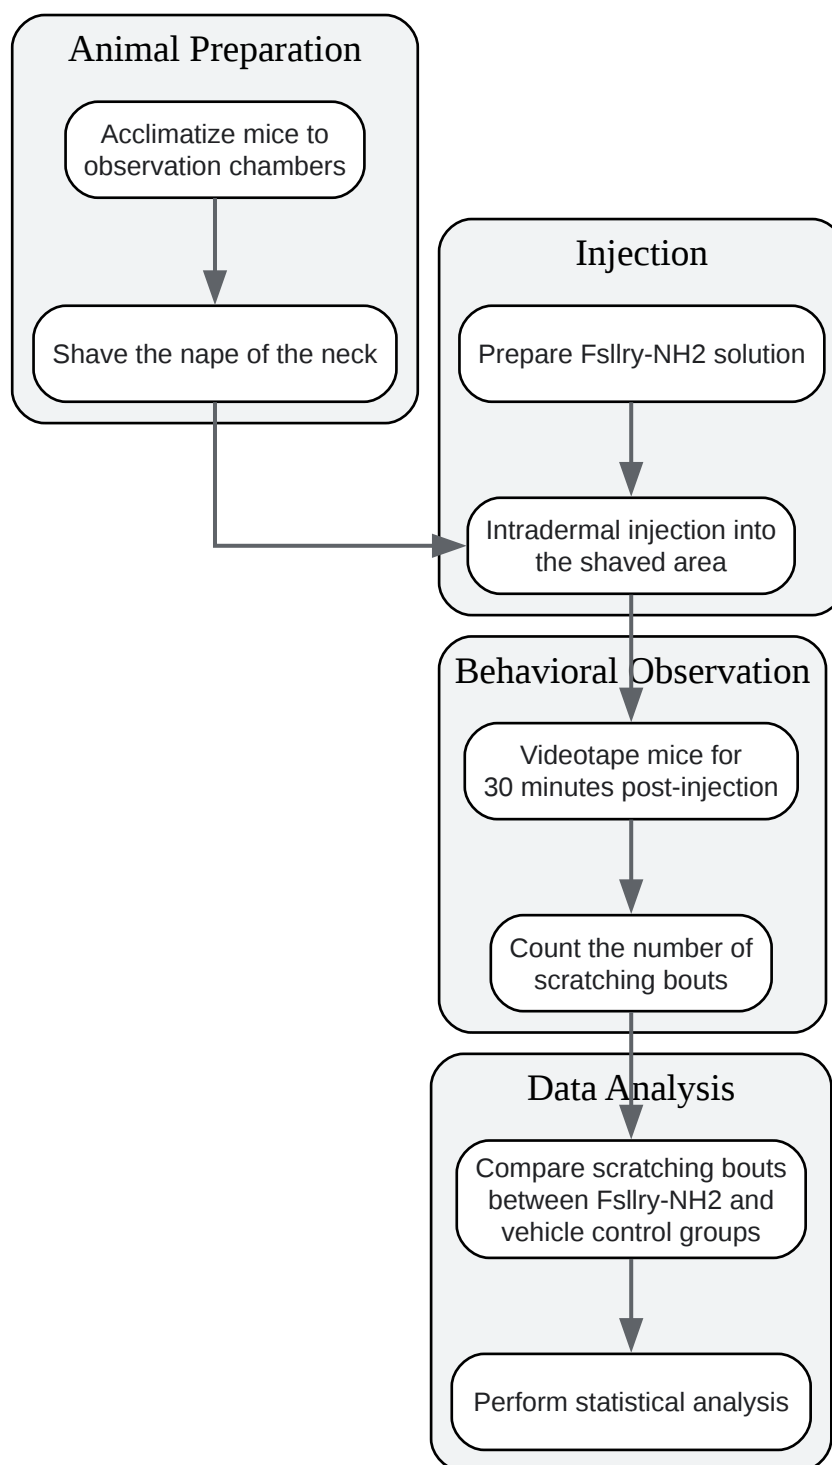 Animal Preparation
Acclimatize mice to
observation chambers
Shave the nape of the neck
Injection
Prepare Fsllry-NH2 solution
Intradermal injection into
the shaved area
Behavioral Observation
Videotape mice for
30 minutes post-injection
Count the number of
scratching bouts
Data Analysis
Compare scratching bouts
between Fsllry-NH2 and
vehicle control groups
Perform statistical analysis